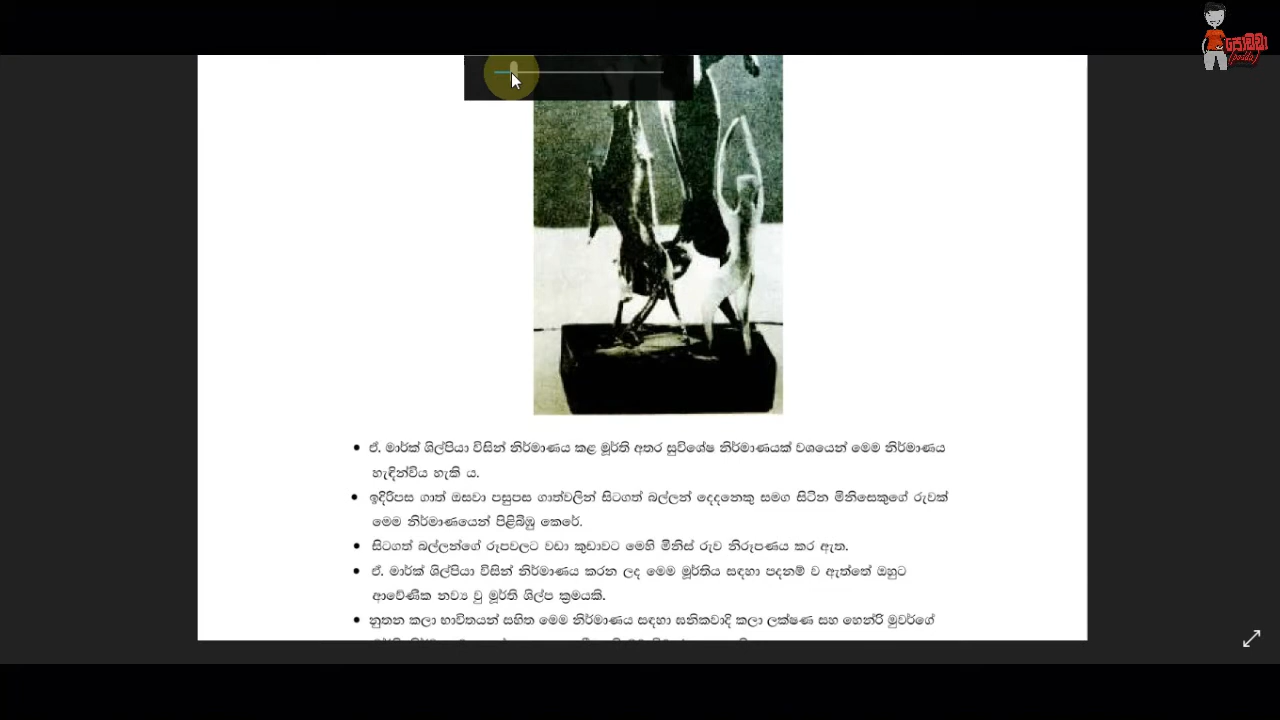 පොඩ්ඩා
(podda)
• ඒ. මාර්ක් ශිල්පියා විසින් නිර්මාණය කළ මූර්ති අතර සුවිශේෂ නිර්මාණයක් වශයෙන් මෙම නිර්මාණය
හැඳින්විය හැකි ය.
• ඉදිරිපස ගාත් ඔසවා පසුපස ගාත්වලින් සිටගත් බල්ලන් දෙදනෙකු සමග සිටින මිනිසෙකුගේ රුවක්
මෙම නිර්මාණයෙන් පිළිබිඹු කෙරේ.
• සිටගත් බල්ලන්ගේ රූපවලට වඩා කුඩාවට මෙහි මිනිස් රුව නිරූපණය කර ඇත.
• ඒ. මාර්ක් ශිල්පියා විසින් නිර්මාණය කරන ලද මෙම මූර්තිය සඳහා පදනම් ව ඇත්තේ ඔහුට
ආවේණික නව්‍ය වු මූර්ති ශිල්ප ක්‍රමයකි.
• නුතන කලා භාවිතයන් සහිත මෙම නිර්මාණය සඳහා ඝනිකවාදි කලා ලක්ෂණ සහ හෙන්රි මුවර්ගේ